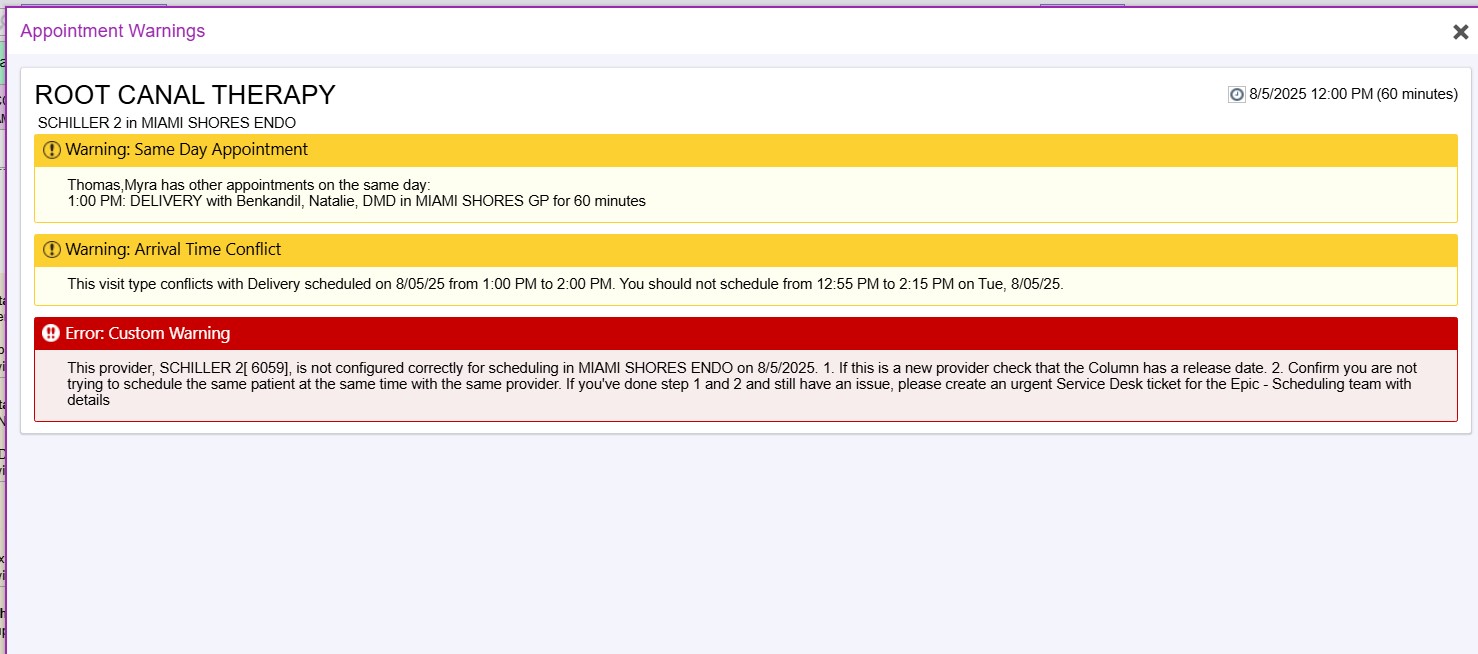 Appointment Warnings
ROOT CANAL THERAPY
8/5/2025 12:00 PM (60 minutes)
SCHILLER 2 in MIAMI SHORES ENDO
Warning: Same Day Appointment
Thomas,Myra has other appointments on the same day:
1:00 PM: DELIVERY with Benkandil, Natalie, DMD in MIAMI SHORES GP for 60 minutes
Warning: Arrival Time Conflict
This visit type conflicts with Delivery scheduled on 8/05/25 from 1:00 PM to 2:00 PM. You should not schedule from 12:55 PM to 2:15 PM on Tue, 8/05/25.
Error: Custom Warning
This provider, SCHILLER 2[ 6059], is not configured correctly for scheduling in MIAMI SHORES ENDO on 8/5/2025. 1. If this is a new provider check that the Column has a release date. 2. Confirm you are not
trying to schedule the same patient at the same time with the same provider. If you've done step 1 and 2 and still have an issue, please create an urgent Service Desk ticket for the Epic - Scheduling team with
details